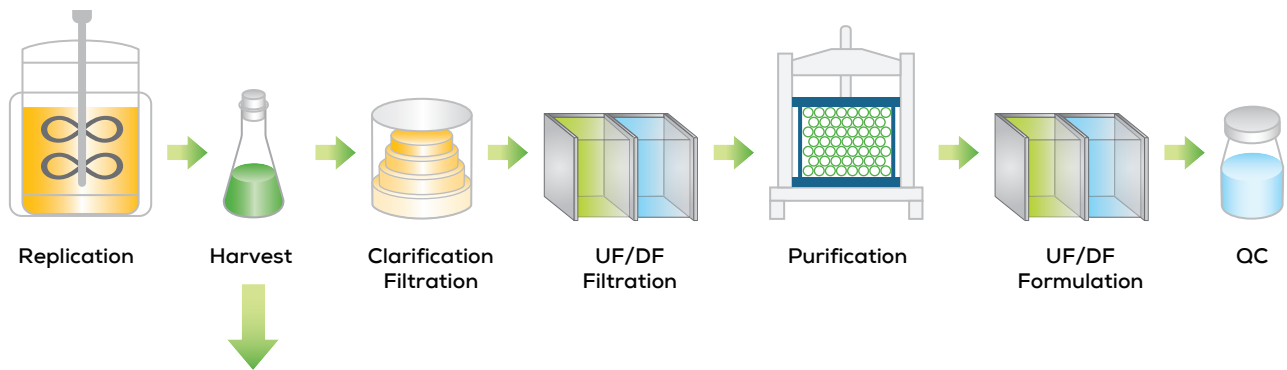 Replication
Harvest
Clarification
Filtration
UF/DF
Filtration
Purification
UF/DF
Formulation
QC